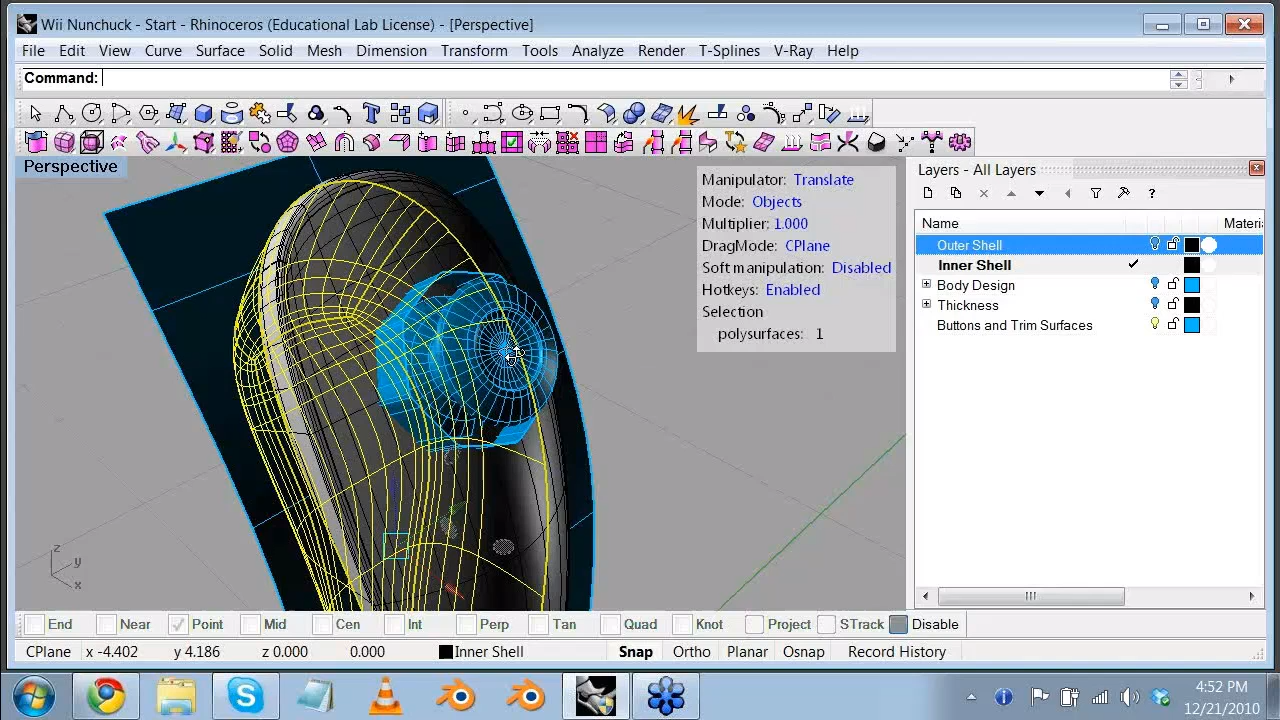 Wii Nunchuck - Start - Rhinoceros (Educational Lab License) - [Perspective]
File Edit View Curve Surface Solid Mesh Dimension Transform Tools Analyze Render T-Splines V-Ray Help
Command:
Perspective
Manipulator: Translate
Mode: Objects
Multiplier: 1.000
DragMode: CPlane
Soft manipulation: Disabled
Hotkeys: Enabled
Selection
polysurfaces: 1
Layers - All Layers
Name Materi
Outer Shell
Inner Shell
Body Design
Thickness
Buttons and Trim Surfaces
z
y
x
End Near Point Mid Cen Int Perp Tan Quad Knot Project STrack Disable
CPlane x -4.402 y 4.186 z 0.000 0.000 Inner Shell Snap Ortho Planar Osnap Record History
4:52 PM
12/21/2010